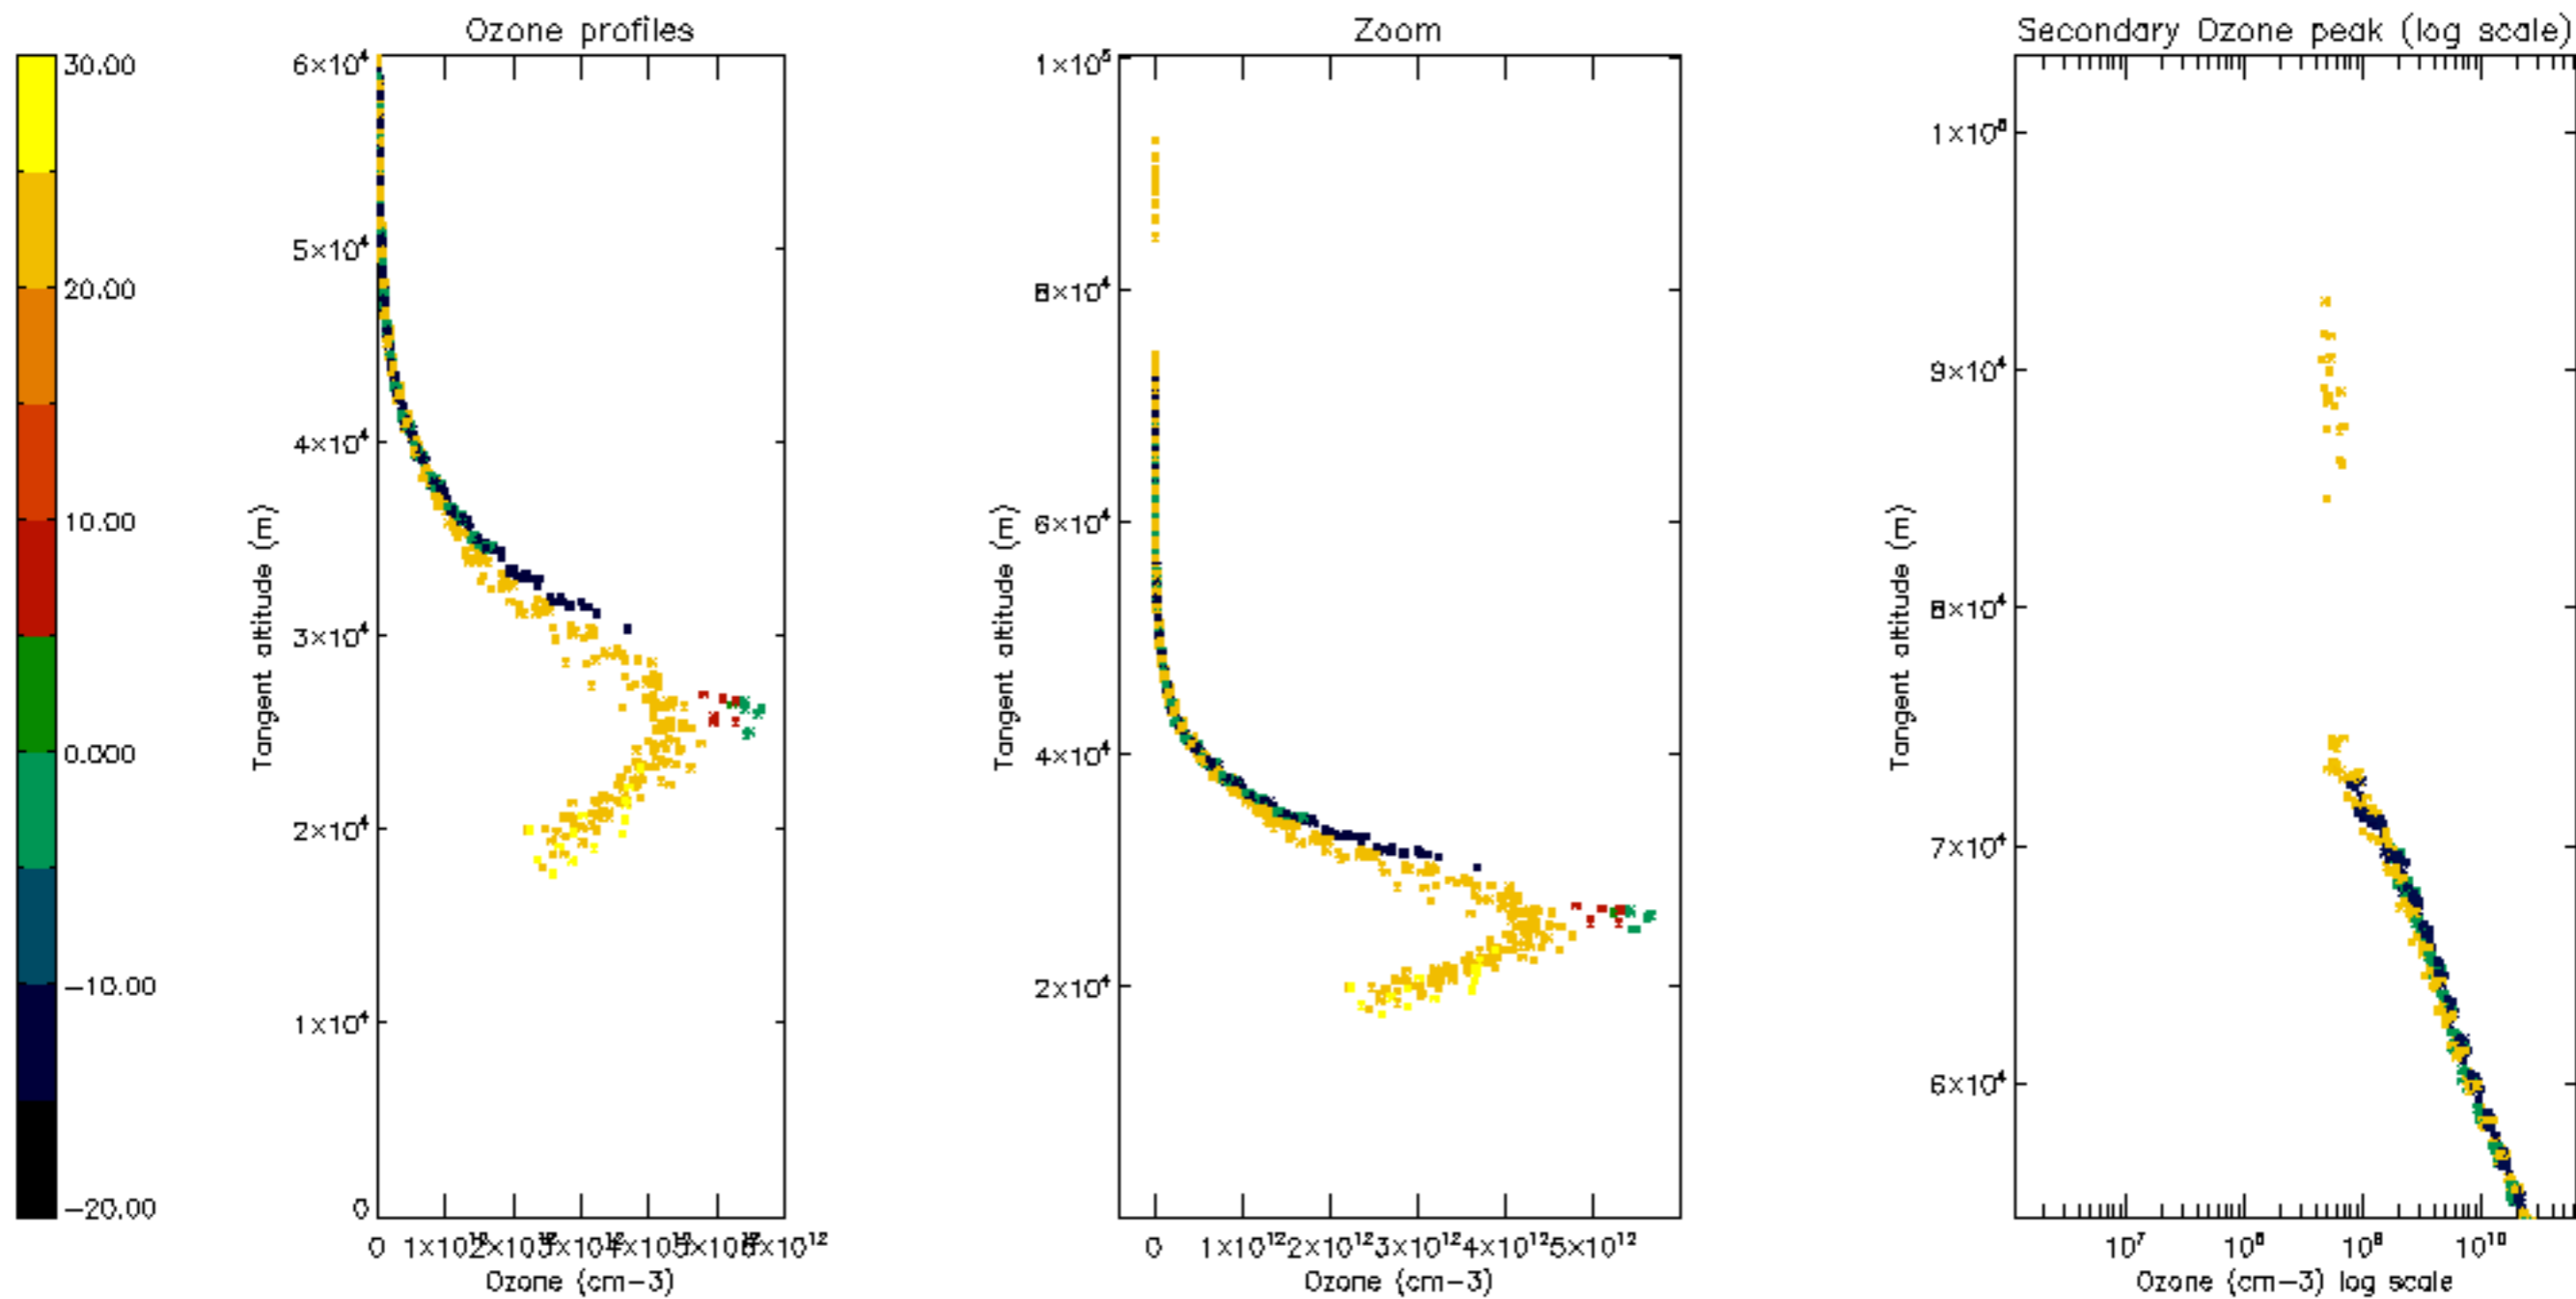 Ozone profiles
Zoom
Secondary Ozone peak (log scale)
30.00
20.00
10.00
0.000
-10.00
-20.00
Tangent altitude (m)
6×10⁴
5×10⁴
4×10⁴
3×10⁴
2×10⁴
1×10⁴
0
0
Ozone (cm-3)
Tangent altitude (m)
1×10⁵
8×10⁴
6×10⁴
4×10⁴
2×10⁴
0 1×10¹² 2×10¹² 3×10¹² 4×10¹² 5×10¹²
Ozone (cm-3)
Tangent altitude (m)
9×10⁴
8×10⁴
7×10⁴
6×10⁴
10⁷ 10⁸ 10⁹ 10¹⁰
Ozone (cm-3) log scale